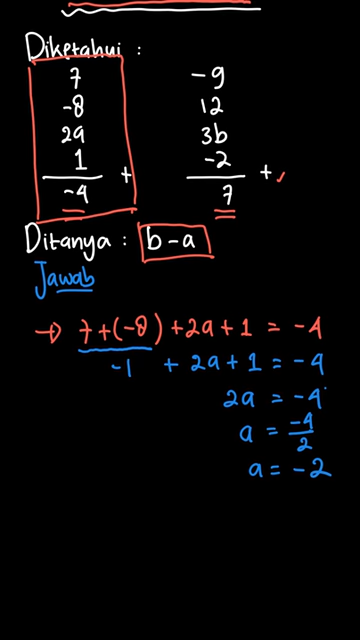 Diketahui :
7 -9
-8 12
2a 3b
1 + -2 +
-4 7
Ditanya : b - a
Jawab
→ 7 + (-8) + 2a + 1 = -4
-1 + 2a + 1 = -4
2a = -4
a = -4/2
a = -2